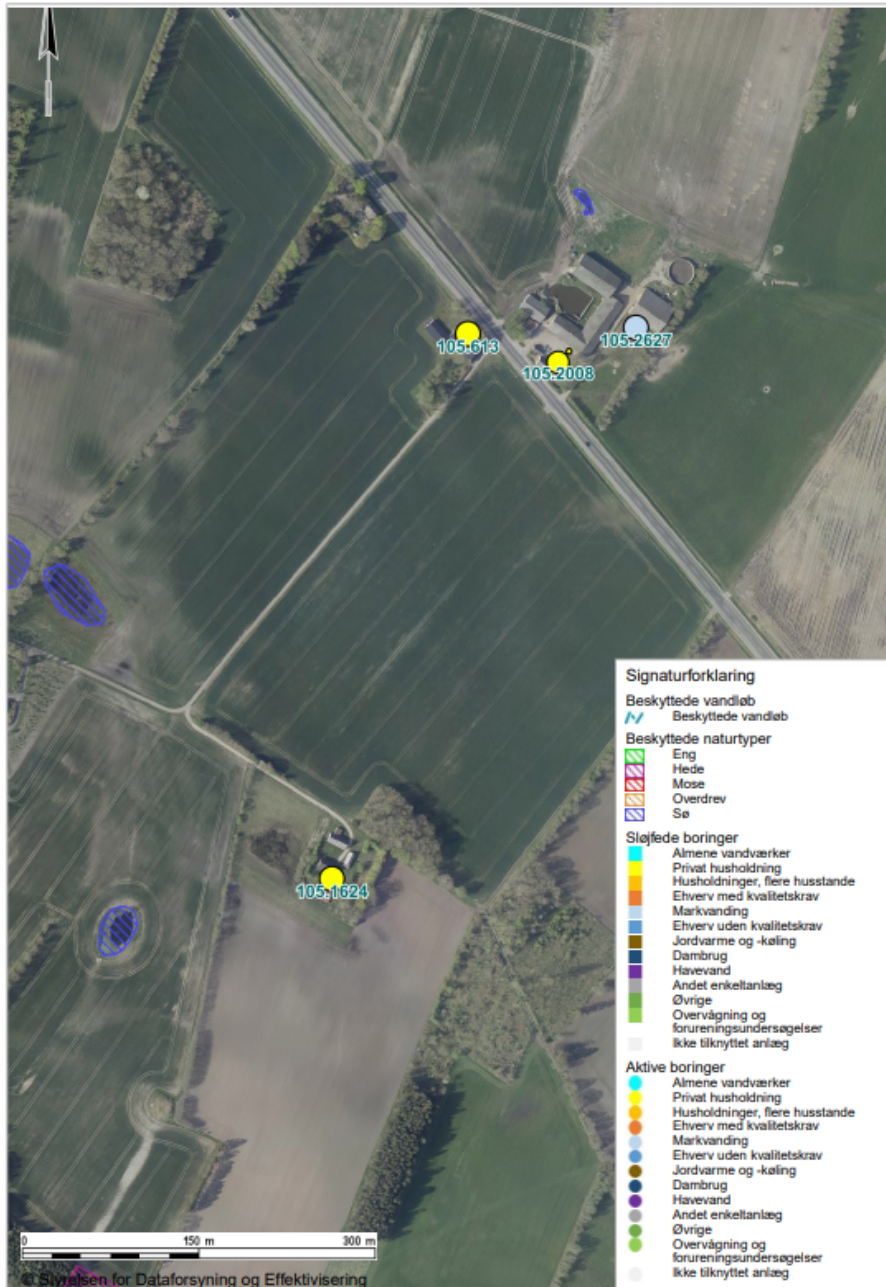 105.613
105.2627
105.2008
105.1624
Signaturforklaring
Beskyttede vandløb
Beskyttede vandløb
Beskyttede naturtyper
Eng
Hede
Mose
Overdrev
Sø
Sløjfede boringer
Almene vandværker
Privat husholdning
Husholdninger, flere husstande
Ehverv med kvalitetskrav
Markvanding
Ehverv uden kvalitetskrav
Jordvarme og -køling
Dambrug
Havevand
Andet enkeltanlæg
Øvrige
Overvågning og
forureningsundersøgelser
Ikke tilknyttet anlæg
Aktive boringer
Almene vandværker
Privat husholdning
Husholdninger, flere husstande
Ehverv med kvalitetskrav
Markvanding
Ehverv uden kvalitetskrav
Jordvarme og -køling
Dambrug
Havevand
Andet enkeltanlæg
Øvrige
Overvågning og
forureningsundersøgelser
Ikke tilknyttet anlæg
0 150 m 300 m
© Styrelsen for Dataforsyning og Effektivisering